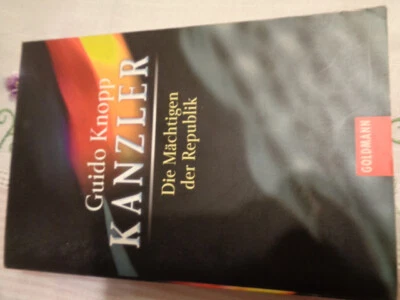 Guido Knopp
KANZLER
Die Mächtigen
der Republik
GOLDMANN